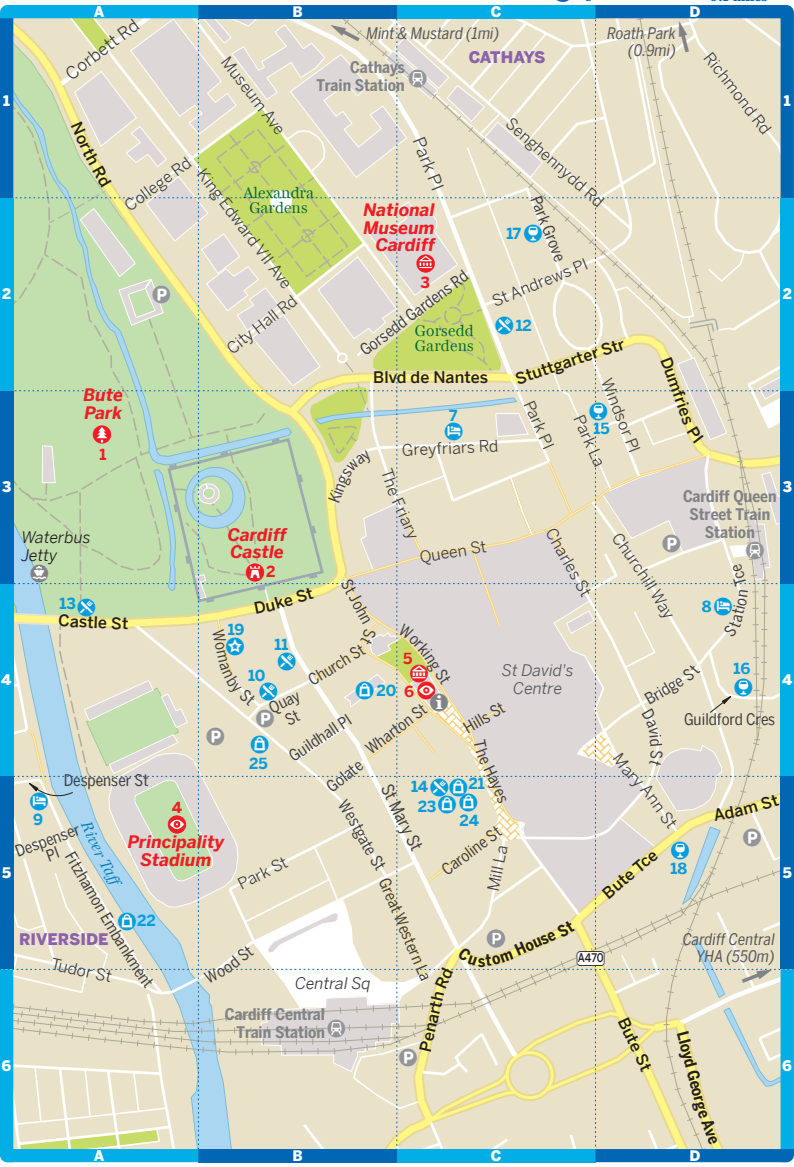 A
B
C
D
1
2
3
4
5
6
Corbett Rd
Museum Ave
Mint & Mustard (1mi)
CATHAYS
Cathays
Train Station
Roath Park
(0.9mi)
Richmond Rd
North Rd
College Rd
King Edward VII Ave
Alexandra
Gardens
Park Pl
Senghennydd Rd
National
Museum
Cardiff
3
17
Park Grove
St Andrews Pl
P
City Hall Rd
Gorsedd Gardens Rd
Gorsedd
Gardens
12
Blvd de Nantes
Stuttgarter Str
Dumfries Pl
Bute
Park
1
7
Greyfriars Rd
Park Pl
15
Park La
Windsor Pl
Kingsway
The Friary
Queen St
Charles St
Churchill Way
P
Cardiff Queen
Street Train
Station
Waterbus
Jetty
Cardiff
Castle
2
13
Castle St
Duke St
St John St
Station Tce
8
19
11
10
Womanby St
Quay
St
Church St
Working St
5
6
i
St David's
Centre
16
Bridge St
Guildford Cres
20
P
P
25
Guildhall Pl
Wharton St
Hills St
David St
Golate
The Hayes
Mary Ann St
Despenser St
9
4
Principality
Stadium
14
21
23
24
St Mary St
Westgate St
Caroline St
Mill La
Adam St
P
18
Bute Tce
Despenser
Pl
River Taff
Fitzhamon Embankment
Park St
Great Western La
22
RIVERSIDE
Tudor St
Wood St
Central Sq
P
Custom House St
A470
Cardiff Central
YHA (550m)
Cardiff Central
Train Station
Penarth Rd
P
Bute St
Lloyd George Ave
A
B
C
D
1
2
3
4
5
6